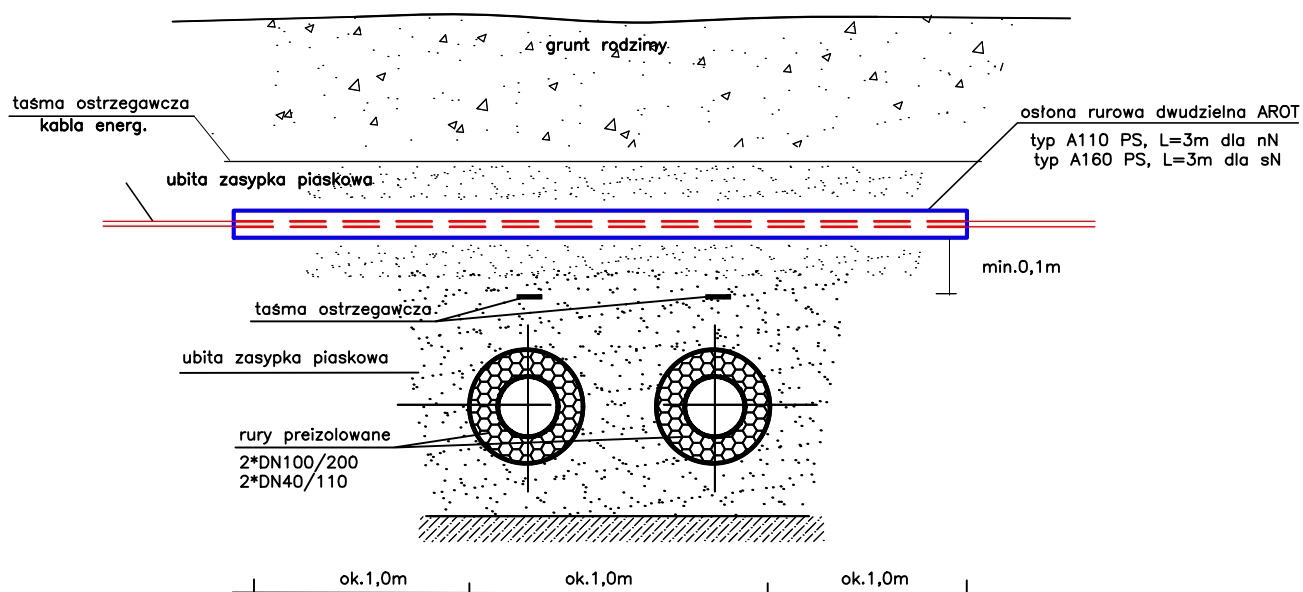 grunt rodzimy
taśma ostrzegawcza
kabla energ.
osłona rurowa dwudzielna AROT
typ A110 PS, L=3m dla nN
typ A160 PS, L=3m dla sN
ubita zasypka piaskowa
min.0,1m
taśma ostrzegawcza
ubita zasypka piaskowa
rury preizolowane
2*DN100/200
2*DN40/110
ok.1,0m ok.1,0m ok.1,0m